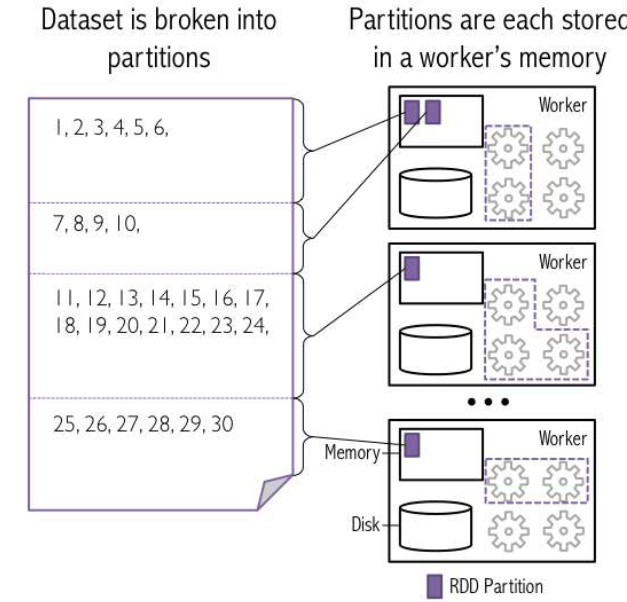 Dataset is broken into
partitions
Partitions are each stored
in a worker's memory
1, 2, 3, 4, 5, 6,
7, 8, 9, 10,
11, 12, 13, 14, 15, 16, 17,
18, 19, 20, 21, 22, 23, 24,
25, 26, 27, 28, 29, 30
Worker
Worker
•••
Worker
Memory
Disk
RDD Partition